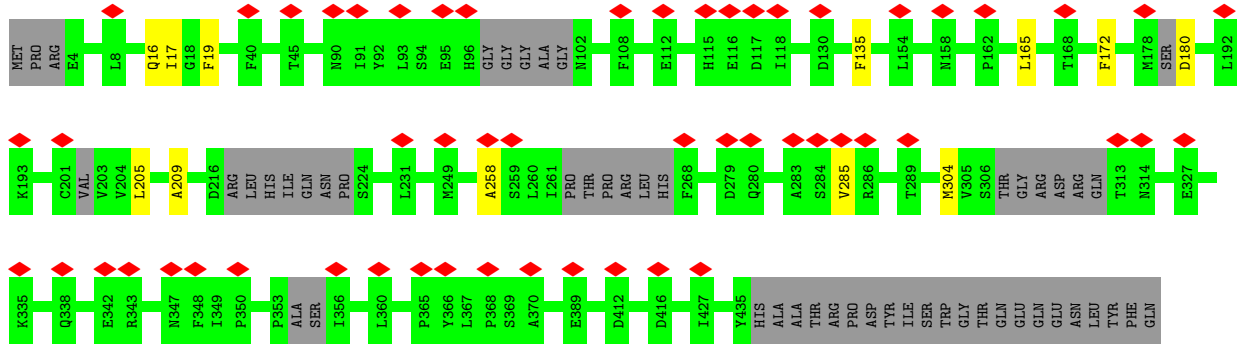 MET PRO ARG E4 L8 Q16 I17 G18 F19 F40 T45 N90 I91 Y92 L93 S94 E95 H96 GLY GLY GLY ALA GLY N102 F108 E112 H115 E116 D117 I118 D130 F135 L154 N158 P162 L165 T168 F172 M178 SER D180 L192
K193 C201 VAL V203 V204 L205 A209 D216 ARG LEU HIS ILE GLN ASN PRO S224 L231 M249 A258 S259 L260 I261 PRO THR PRO ARG LEU HIS F268 D279 Q280 A283 S284 V285 R286 T289 M304 V305 S306 THR GLY ARG ASP ARG GLN T313 N314 E327
K335 Q338 E342 R343 N347 F348 I349 P350 P353 ALA SER I356 L360 P365 Y366 L367 P368 S369 A370 E389 D412 D416 I427 Y435 HIS ALA ALA THR ARG PRO ASP TYR ILE SER TRP GLY THR GLN GLU GLN GLU ASN LEU TYR PHE GLN